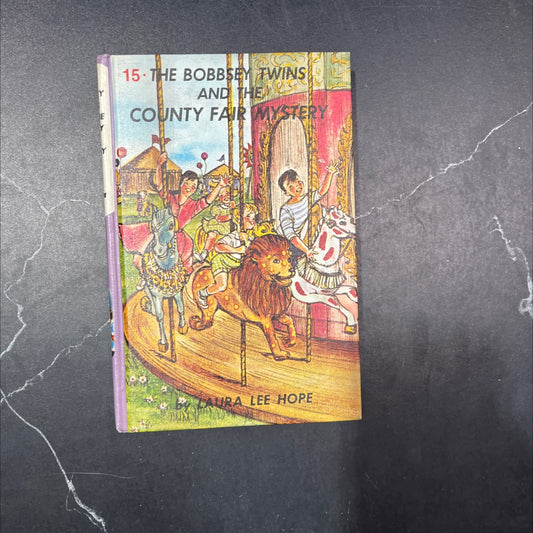 15·THE BOBBSEY TWINS
AND THE
COUNTY FAIR MYSTERY
by LAURA LEE HOPE